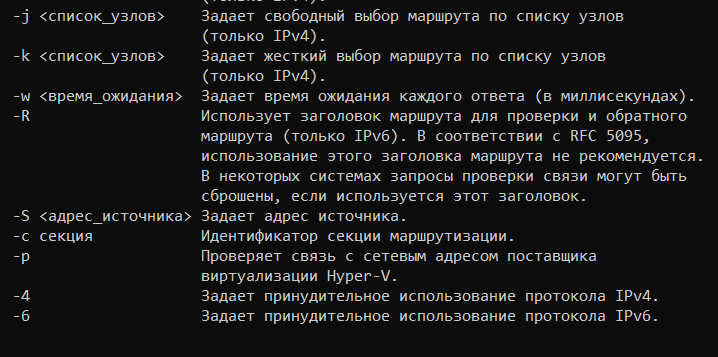 (только IPv4).
-j <список_узлов> Задает свободный выбор маршрута по списку узлов
(только IPv4).
-k <список_узлов> Задает жесткий выбор маршрута по списку узлов
(только IPv4).
-w <время_ожидания> Задает время ожидания каждого ответа (в миллисекундах).
-R Использует заголовок маршрута для проверки и обратного
маршрута (только IPv6). В соответствии с RFC 5095,
использование этого заголовка маршрута не рекомендуется.
В некоторых системах запросы проверки связи могут быть
сброшены, если используется этот заголовок.
-S <адрес_источника> Задает адрес источника.
-c секция Идентификатор секции маршрутизации.
-p Проверяет связь с сетевым адресом поставщика
виртуализации Hyper-V.
-4 Задает принудительное использование протокола IPv4.
-6 Задает принудительное использование протокола IPv6.